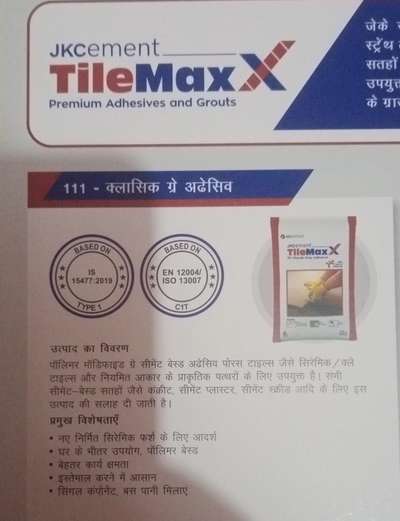 JKCement
TileMaxX
Premium Adhesives and Grouts
जेके
स्ट्रेंथ
सतहों
उपयुक्त
के ग्रा
111 - क्लासिक ग्रे अढेसिव
BASED ON
IS
15477:2019
TYPE 1
BASED ON
EN 12004/
ISO 13007
C1T
JKCement
TileMaxX
उत्पाद का विवरण
पॉलिमर मॉडिफाइड ग्रे सीमेंट बेस्ड अढेसिव पोरस टाइल्स जैसे सिरेमिक/क्ले
टाइल्स और नियमित आकार के प्राकृतिक पत्थरों के लिए उपयुक्त है। सभी
सीमेंट-बेस्ड सतहों जैसे कंक्रीट, सीमेंट प्लास्टर, सीमेंट स्क्रीड आदि के लिए इस
उत्पाद की सलाह दी जाती है।
प्रमुख विशेषताएँ
• नए निर्मित सिरेमिक फर्श के लिए आदर्श
• घर के भीतर उपयोग, पॉलिमर बेस्ड
• बेहतर कार्य क्षमता
• इस्तेमाल करने में आसान
• सिंगल कंपोनेंट, बस पानी मिलाएं